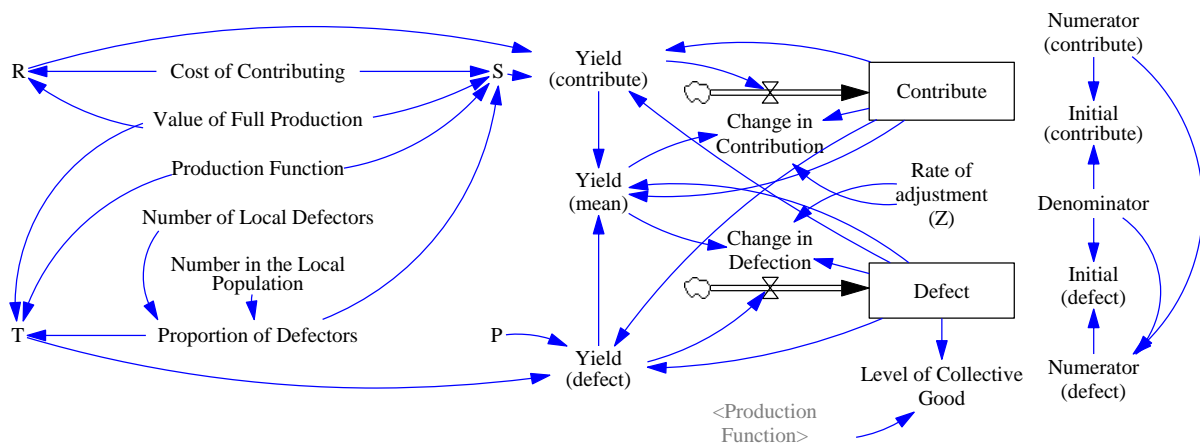 R
Cost of Contributing
S
Value of Full Production
Production Function
Number of Local Defectors
Number in the Local
Population
T
Proportion of Defectors
Yield
(contribute)
Yield
(mean)
P
Yield
(defect)
Contribute
Change in
Contribution
Rate of
adjustment
(Z)
Change in
Defection
Defect
Level of Collective
Good
<Production
Function>
Numerator
(contribute)
Initial
(contribute)
Denominator
Initial
(defect)
Numerator
(defect)